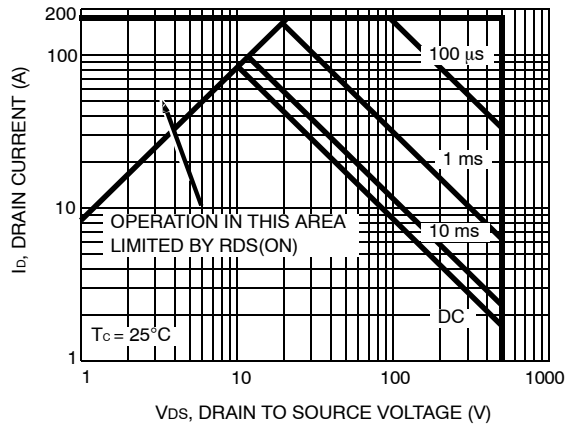 200
100
10
1
ID, DRAIN CURRENT (A)
100 µs
1 ms
10 ms
DC
OPERATION IN THIS AREA
LIMITED BY RDS(ON)
TC = 25°C
1
10
100
1000
VDS, DRAIN TO SOURCE VOLTAGE (V)